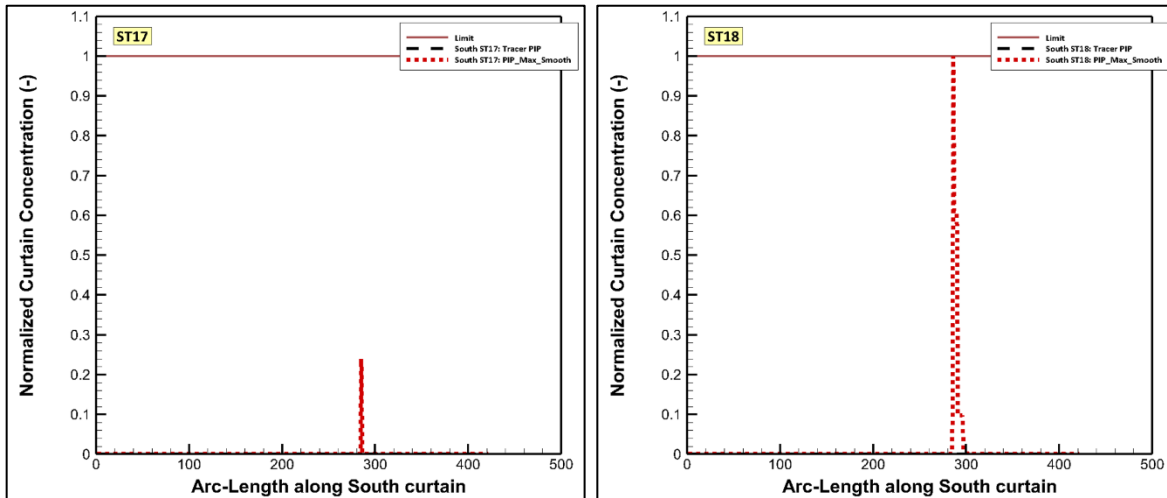 1.1
1
0.9
0.8
0.7
0.6
0.5
0.4
0.3
0.2
0.1
0
Normalized Curtain Concentration (-)
ST17
Limit
South ST17: Tracer PIP
South ST17: PIP_Max_Smooth
0 100 200 300 400 500
Arc-Length along South curtain
1.1
1
0.9
0.8
0.7
0.6
0.5
0.4
0.3
0.2
0.1
0
Normalized Curtain Concentration (-)
ST18
Limit
South ST18: Tracer PIP
South ST18: PIP_Max_Smooth
0 100 200 300 400 500
Arc-Length along South curtain